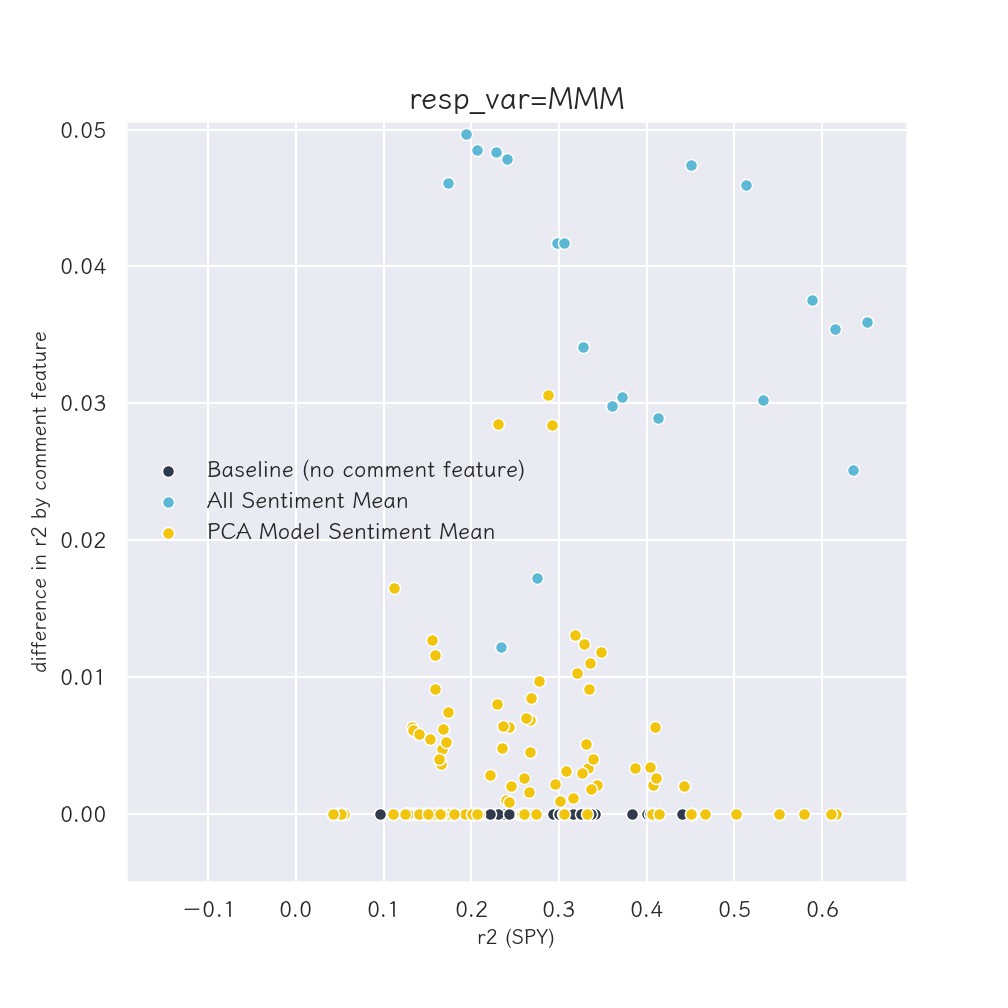 resp_var=MMM
0.05
0.04
0.03
0.02
0.01
0.00
difference in r2 by comment feature
Baseline (no comment feature)
All Sentiment Mean
PCA Model Sentiment Mean
−0.1 0.0 0.1 0.2 0.3 0.4 0.5 0.6
r2 (SPY)